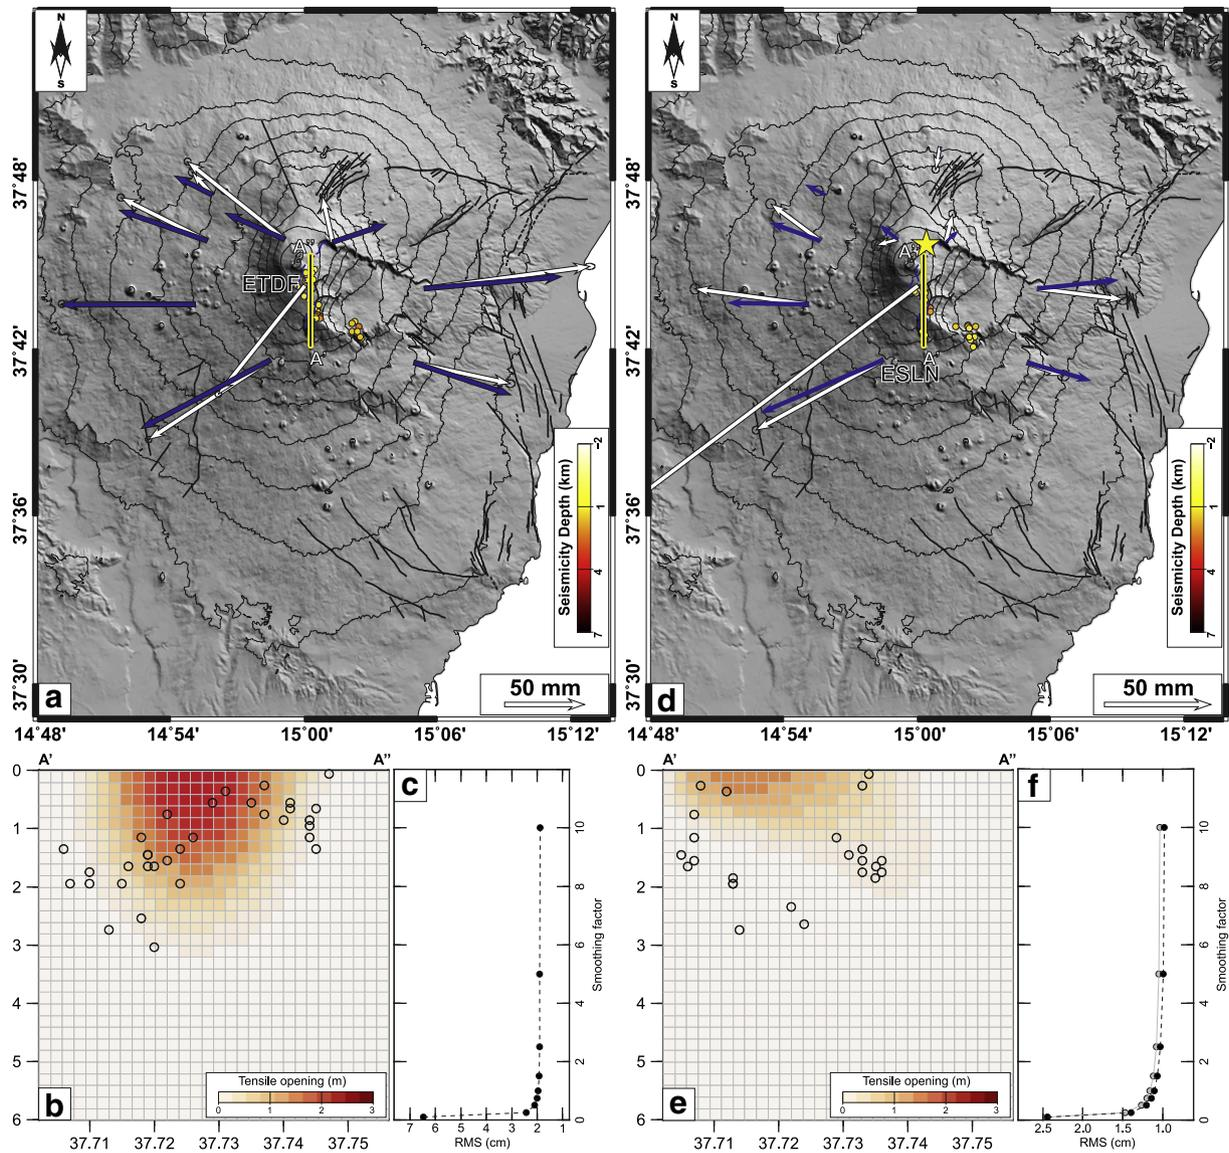 N
S
37°48'
37°42'
37°36'
37°30'
A''
ETDF
A'
Seismicity Depth (km)
-2
1
4
7
50 mm
a
14°48'
14°54'
15°00'
15°06'
15°12'
N
S
37°48'
37°42'
37°36'
37°30'
A''
A'
ESLN
Seismicity Depth (km)
-2
1
4
7
50 mm
d
14°48'
14°54'
15°00'
15°06'
15°12'
A'
A''
0
1
2
3
4
5
6
Tensile opening (m)
0 1 2 3
b
37.71 37.72 37.73 37.74 37.75
c
10
8
6
4
2
0
Smoothing factor
7 6 5 4 3 2 1
RMS (cm)
A'
A''
0
1
2
3
4
5
6
Tensile opening (m)
0 1 2 3
e
37.71 37.72 37.73 37.74 37.75
f
10
8
6
4
2
0
Smoothing factor
2.5 2.0 1.5 1.0
RMS (cm)